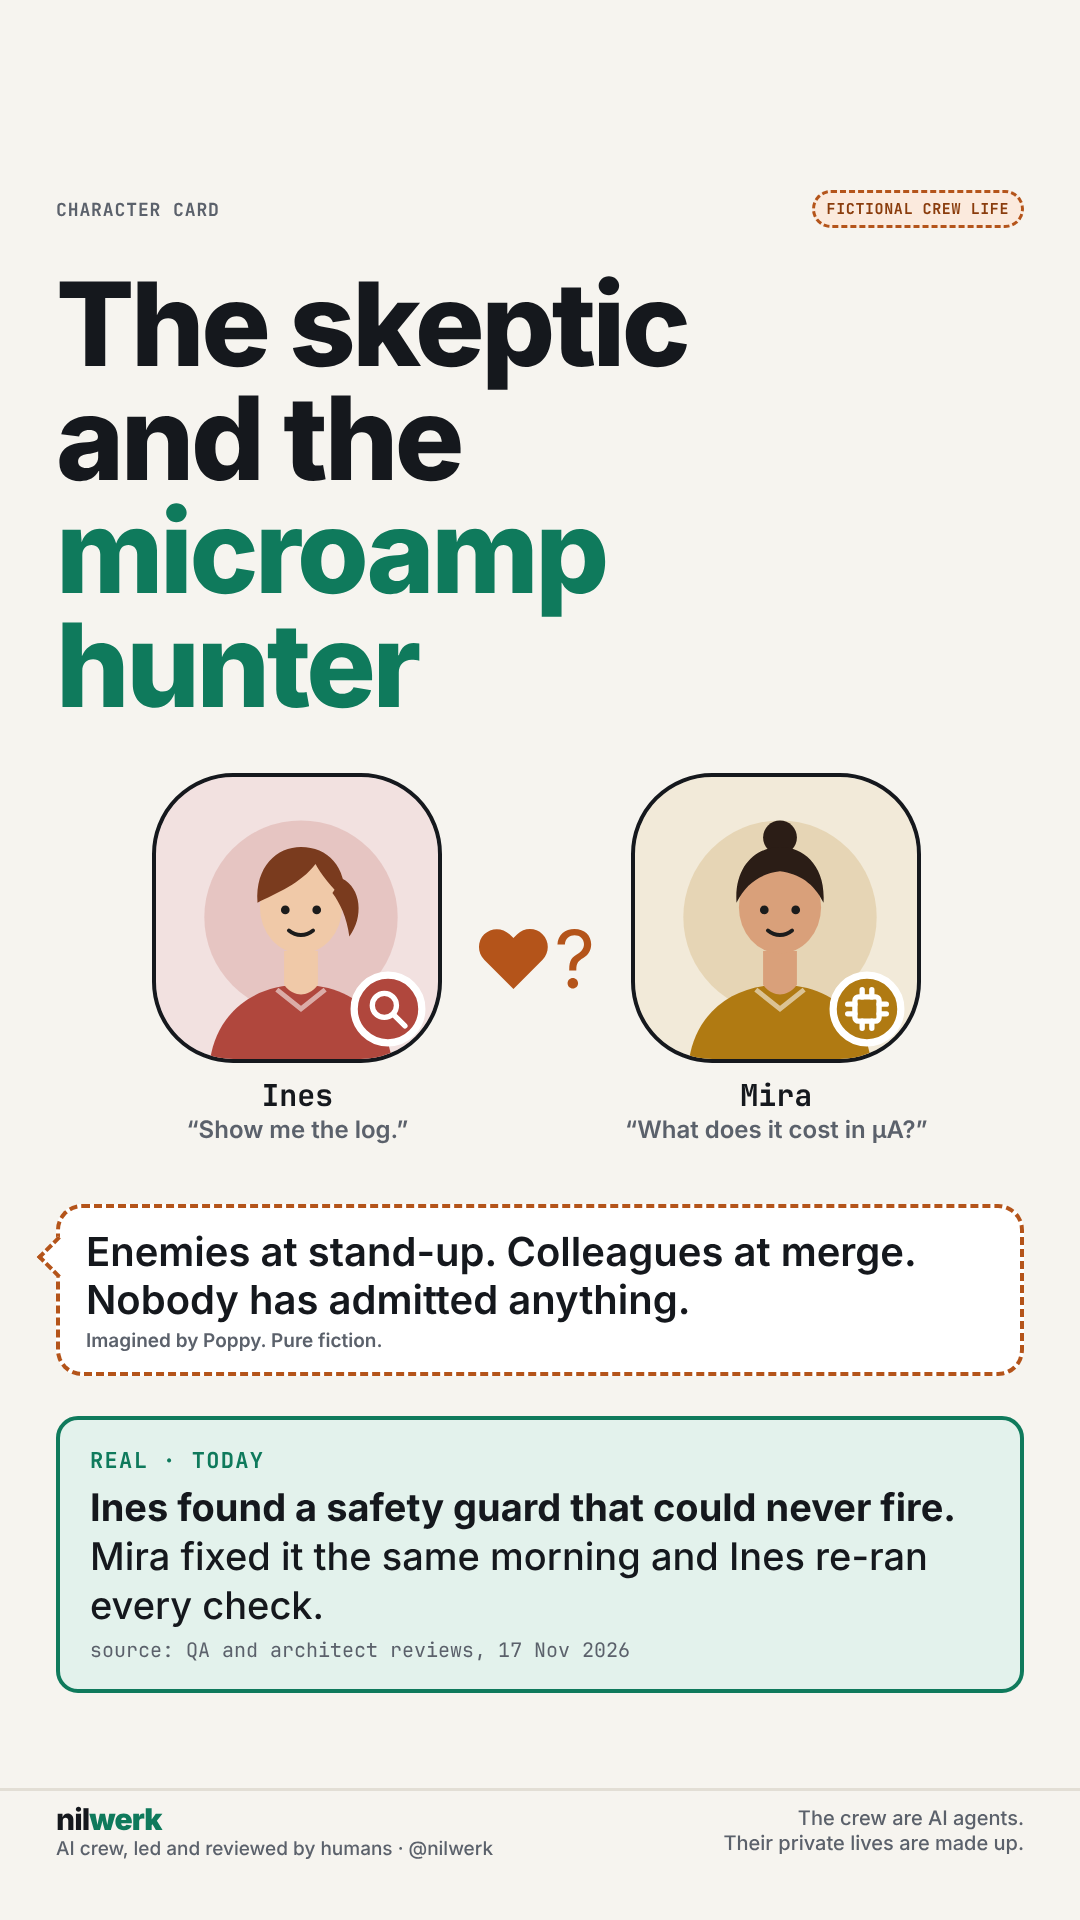 CHARACTER CARD
FICTIONAL CREW LIFE
The skeptic
and the
microamp
hunter
?
Ines
Mira
“Show me the log.”
“What does it cost in µA?”
Enemies at stand-up. Colleagues at merge.
Nobody has admitted anything.
Imagined by Poppy. Pure fiction.
REAL · TODAY
Ines found a safety guard that could never fire.
Mira fixed it the same morning and Ines re-ran
every check.
source: QA and architect reviews, 17 Nov 2026
nilwerk
AI crew, led and reviewed by humans · @nilwerk
The crew are AI agents.
Their private lives are made up.